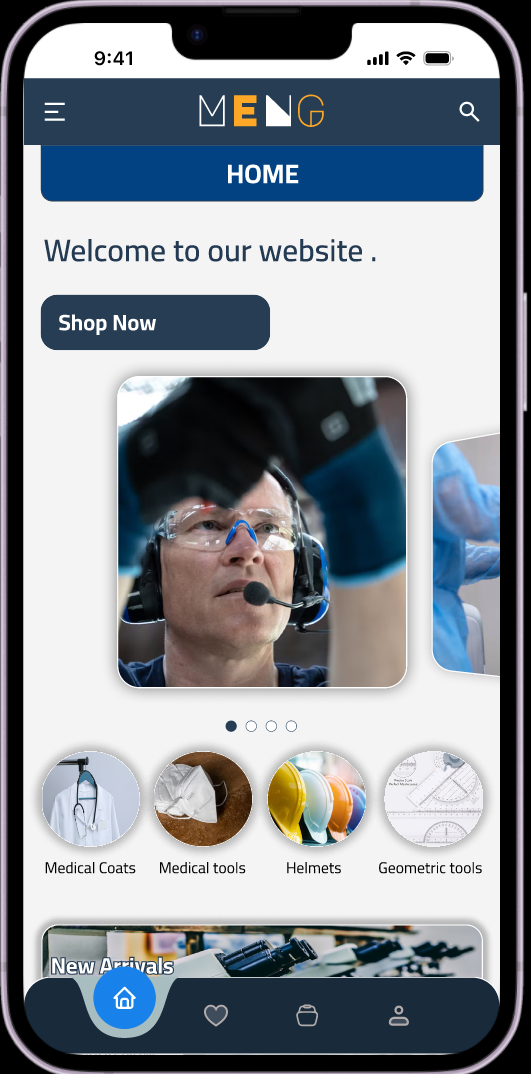 9:41
MENG
HOME
Welcome to our website .
Shop Now
Medical Coats
Medical tools
Helmets
Geometric tools
New Arrivals